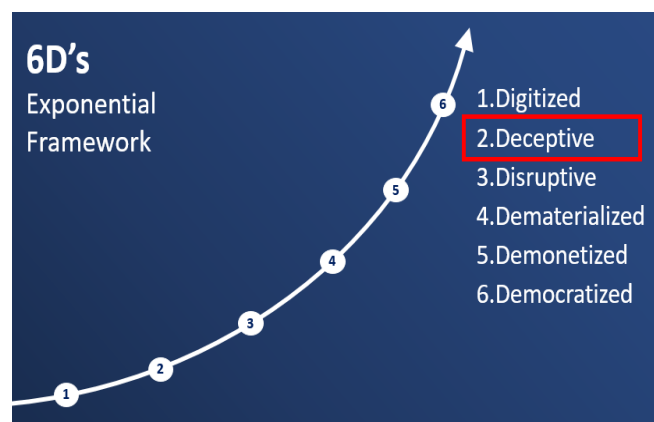 6D's
Exponential
Framework
1.Digitized
2.Deceptive
3.Disruptive
4.Dematerialized
5.Demonetized
6.Democratized
6
5
4
3
2
1